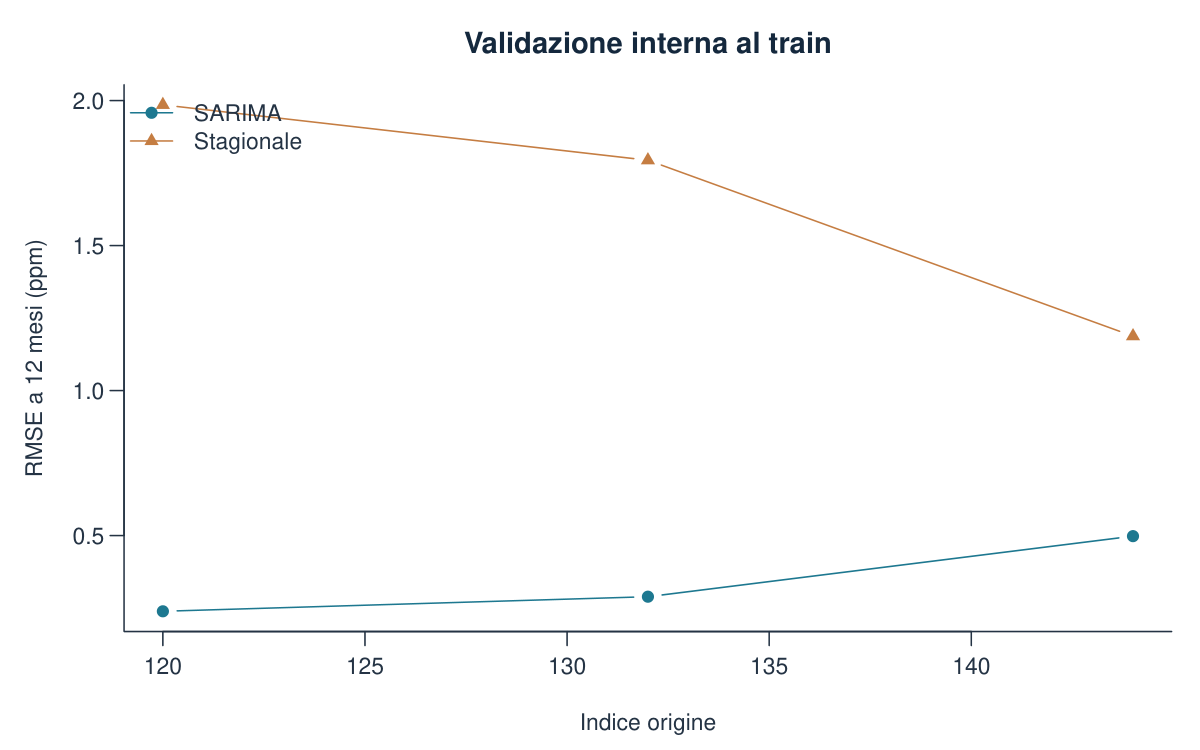 Validazione interna al train
SARIMA
Stagionale
RMSE a 12 mesi (ppm)
2.0
1.5
1.0
0.5
120 125 130 135 140
Indice origine